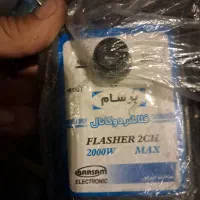 برسام
فلاشر دو کانال
FLASHER 2CH
2000W MAX
BARSAM
ELECTRONIC